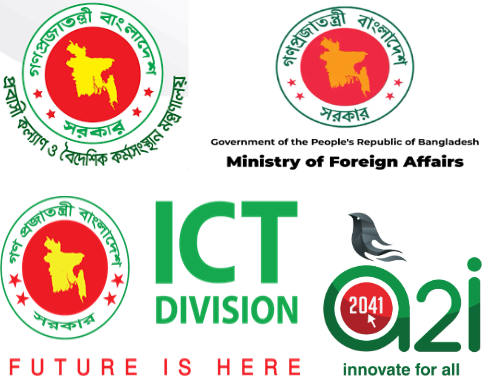 গণপ্রজাতন্ত্রী বাংলাদেশ
সরকার
প্রবাসী কল্যাণ ও বৈদেশিক কর্মসংস্থান মন্ত্রণালয়
গণপ্রজাতন্ত্রী বাংলাদেশ
সরকার
Government of the People's Republic of Bangladesh
Ministry of Foreign Affairs
গণ প্রজাতন্ত্রী বাংলাদেশ
সরকার
ICT
DIVISION
FUTURE IS HERE
a2i
2041
innovate for all